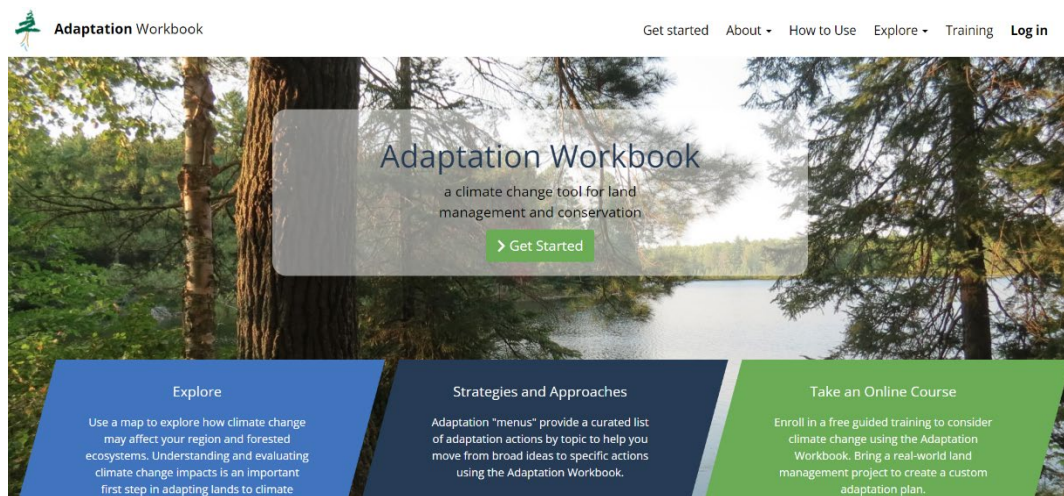 Adaptation Workbook
Get started About How to Use Explore Training Log in
Adaptation Workbook
a climate change tool for land
management and conservation
Get Started
Explore
Use a map to explore how climate change
may affect your region and forested
ecosystems. Understanding and evaluating
climate change impacts is an important
first step in adapting lands to climate
Strategies and Approaches
Adaptation "menus" provide a curated list
of adaptation actions by topic to help you
move from broad ideas to specific actions
using the Adaptation Workbook.
Take an Online Course
Enroll in a free guided training to consider
climate change using the Adaptation
Workbook. Bring a real-world land
management project to create a custom
adaptation plan.